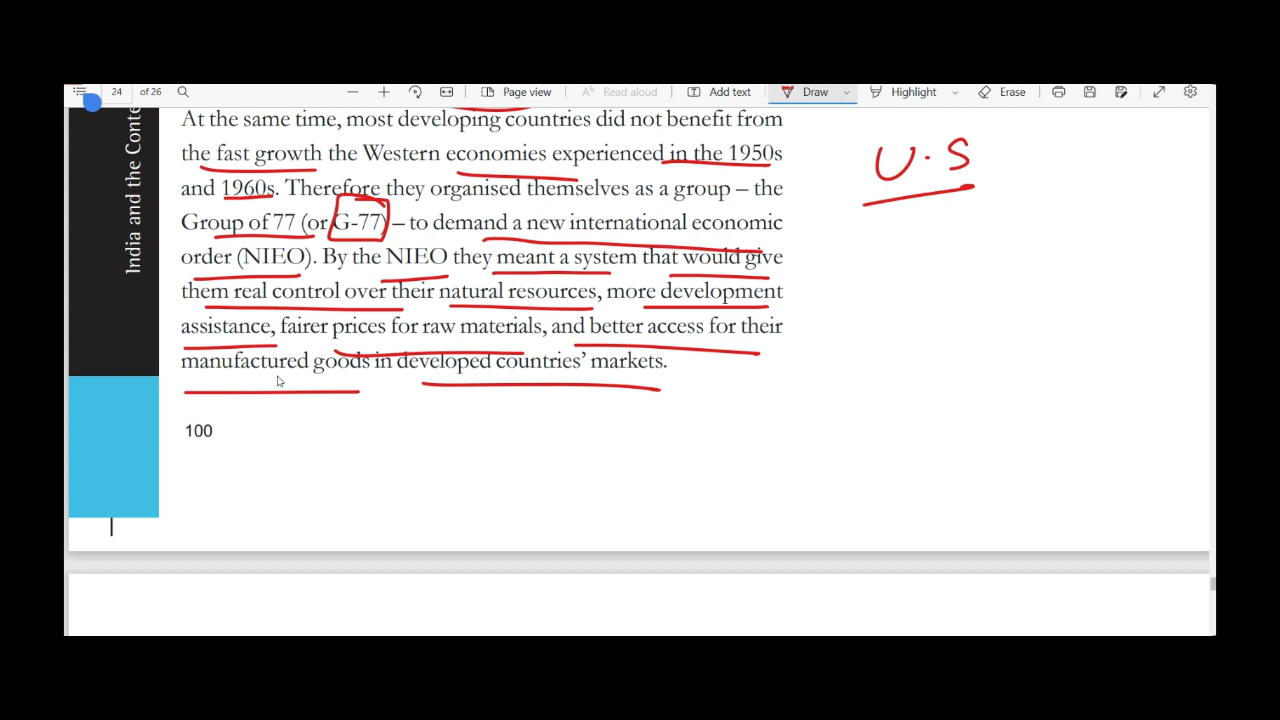 24 of 26 Page view Read aloud Add text Draw Highlight Erase
At the same time, most developing countries did not benefit from
the fast growth the Western economies experienced in the 1950s
and 1960s. Therefore they organised themselves as a group – the
Group of 77 (or G-77) – to demand a new international economic
order (NIEO). By the NIEO they meant a system that would give
them real control over their natural resources, more development
assistance, fairer prices for raw materials, and better access for their
manufactured goods in developed countries’ markets.
100
India and the Conte
U.S